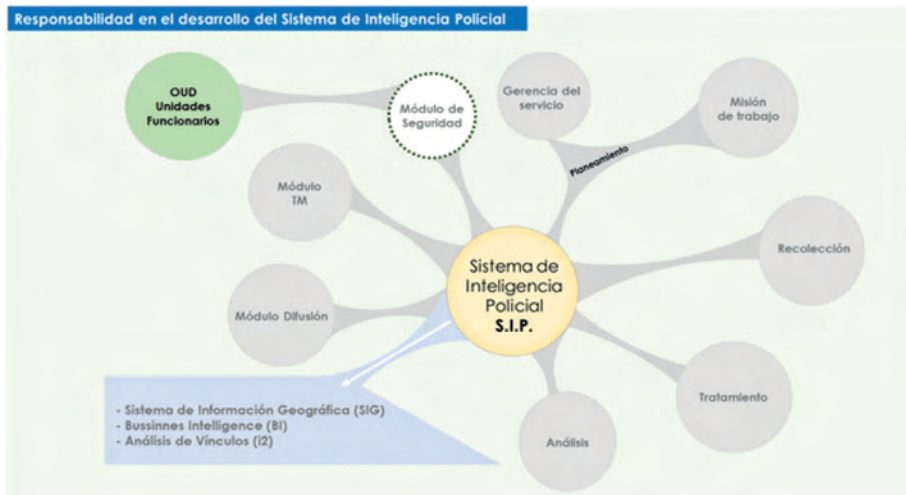 Responsabilidad en el desarrollo del Sistema de Inteligencia Policial
OUD
Unidades
Funcionarios
Módulo de
Seguridad
Gerencia del
servicio
Misión
de trabajo
Planeamiento
Módulo
TM
Recolección
Sistema de
Inteligencia
Policial
S.I.P.
Módulo Difusión
Tratamiento
- Sistema de Información Geográfica (SIG)
- Bussinnes Intelligence (BI)
- Análisis de Vínculos (i2)
Análisis